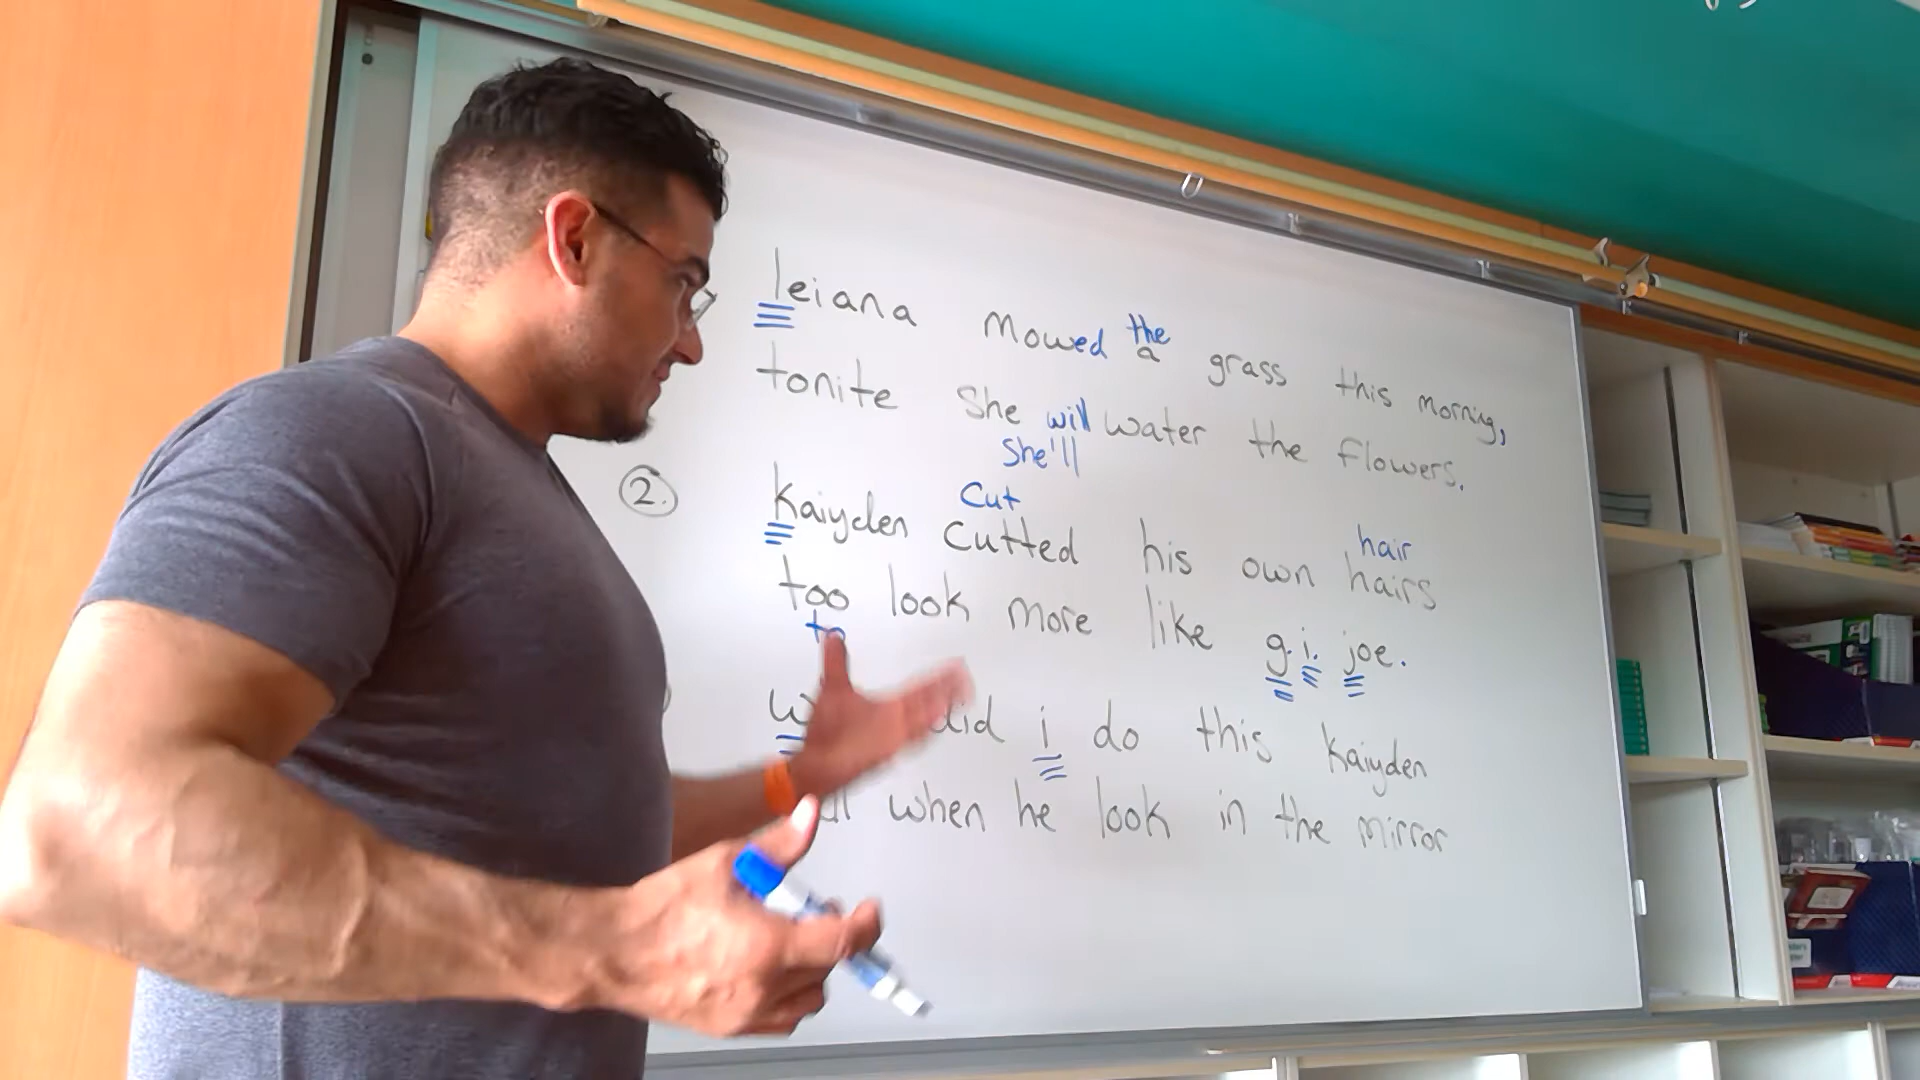 leiana mowed the a grass this morning,
tonite She will water the flowers.
She'll
2. Kaiyden Cut Cutted his own hair hairs
too look more like g.i. joe.
to
did i do this Kaiyden
when he look in the mirror